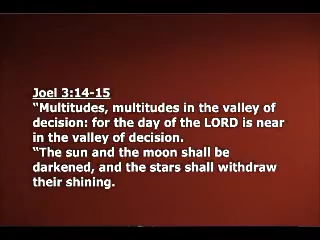 Joel 3:14-15
“Multitudes, multitudes in the valley of
decision: for the day of the LORD is near
in the valley of decision.
“The sun and the moon shall be
darkened, and the stars shall withdraw
their shining.